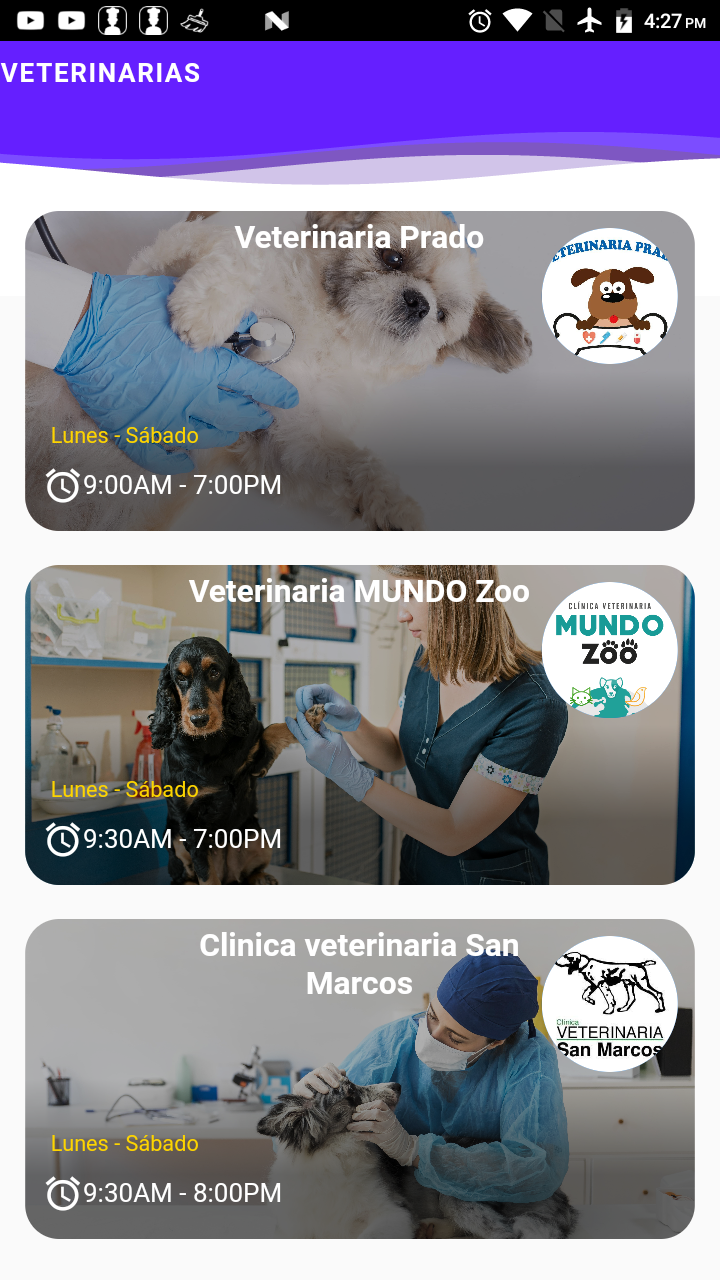 4:27 PM
VETERINARIAS
Veterinaria Prado
VETERINARIA PRADO
Lunes - Sábado
9:00AM - 7:00PM
Veterinaria MUNDO Zoo
CLÍNICA VETERINARIA
MUNDO
ZOO
Lunes - Sábado
9:30AM - 7:00PM
Clinica veterinaria San
Marcos
Clínica
VETERINARIA
San Marcos
Lunes - Sábado
9:30AM - 8:00PM